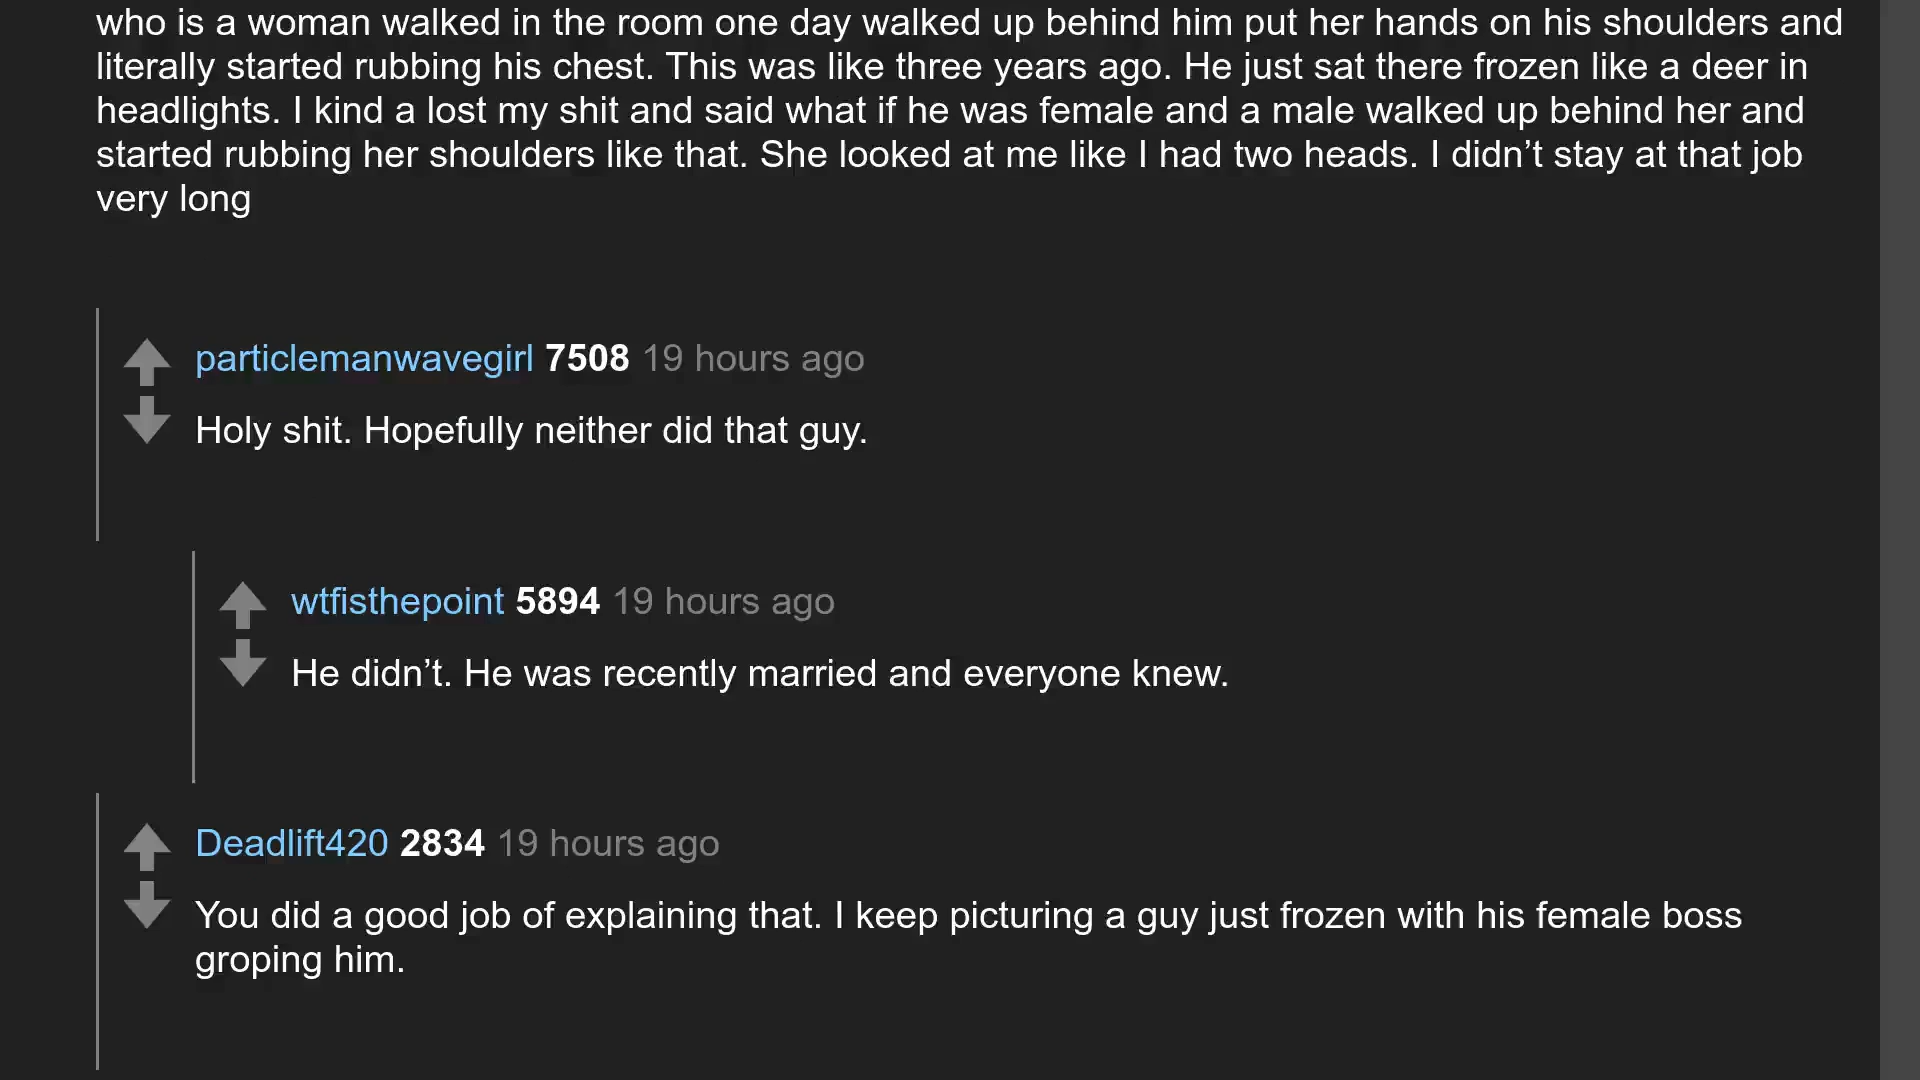 who is a woman walked in the room one day walked up behind him put her hands on his shoulders and
literally started rubbing his chest. This was like three years ago. He just sat there frozen like a deer in
headlights. I kind a lost my shit and said what if he was female and a male walked up behind her and
started rubbing her shoulders like that. She looked at me like I had two heads. I didn’t stay at that job
very long
particlemanwavegirl 7508 19 hours ago
Holy shit. Hopefully neither did that guy.
wtfisthepoint 5894 19 hours ago
He didn’t. He was recently married and everyone knew.
Deadlift420 2834 19 hours ago
You did a good job of explaining that. I keep picturing a guy just frozen with his female boss
groping him.